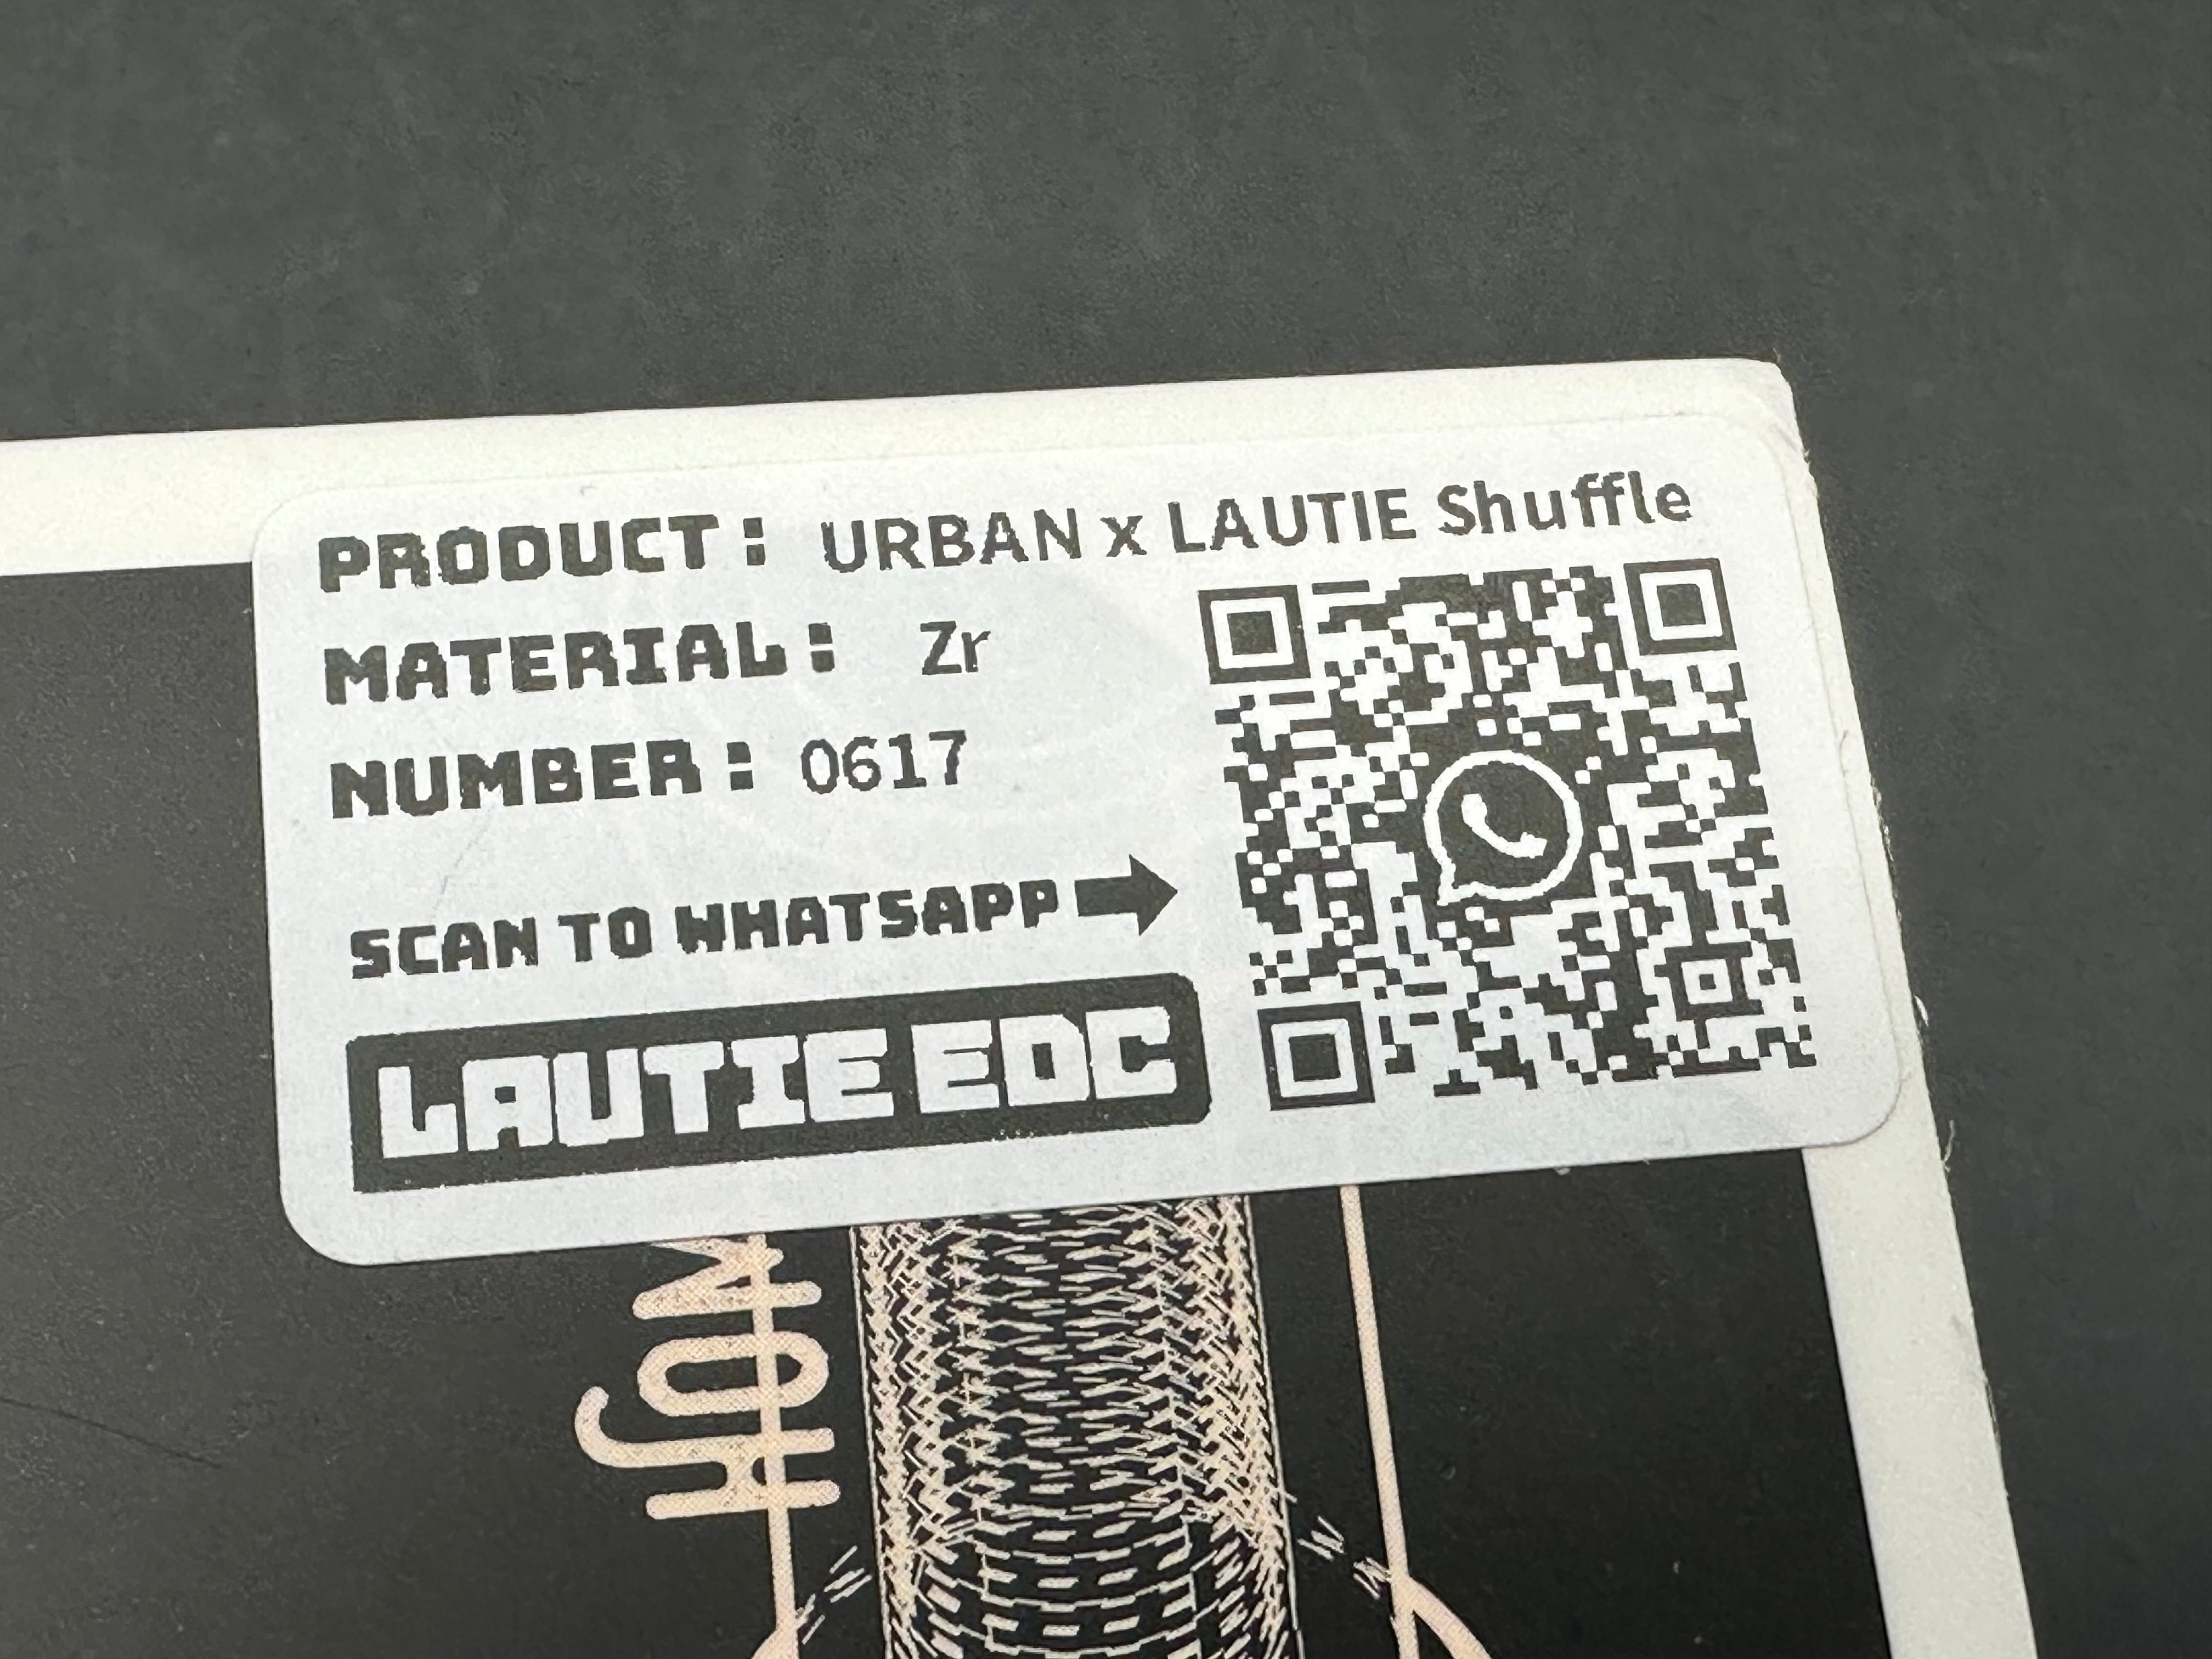 PRODUCT: URBAN x LAUTIE Shuffle
MATERIAL: Zr
NUMBER: 0617
SCAN TO WHATSAPP
LAUTIE EDC